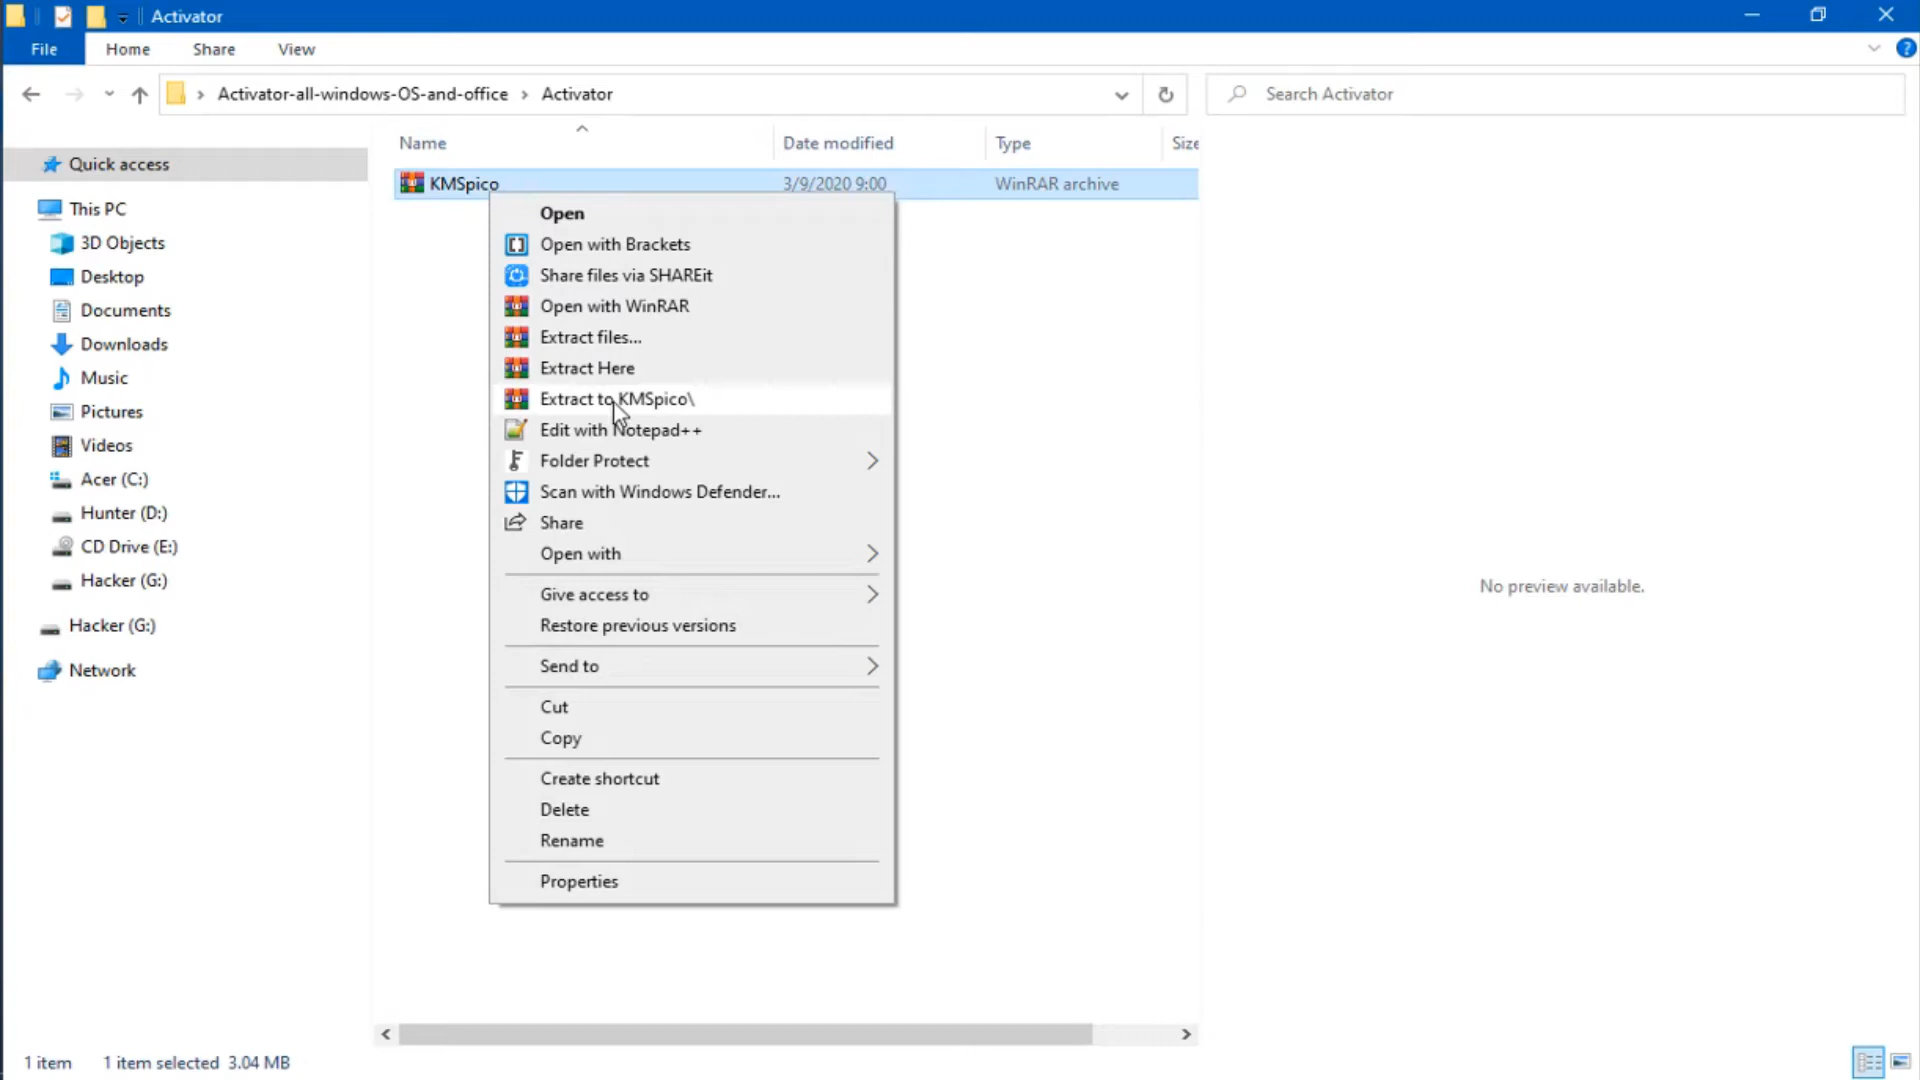 Activator
File
Home
Share
View
Activator-all-windows-OS-and-office
Activator
Search Activator
Name
Date modified
Type
Size
Quick access
This PC
3D Objects
Desktop
Documents
Downloads
Music
Pictures
Videos
Acer (C:)
Hunter (D:)
CD Drive (E:)
Hacker (G:)
Hacker (G:)
Network
KMSpico
3/9/2020 9:00
WinRAR archive
Open
Open with Brackets
Share files via SHAREit
Open with WinRAR
Extract files...
Extract Here
Extract to KMSpico\
Edit with Notepad++
Folder Protect
Scan with Windows Defender...
Share
Open with
Give access to
Restore previous versions
Send to
Cut
Copy
Create shortcut
Delete
Rename
Properties
No preview available.
1 item
1 item selected 3.04 MB